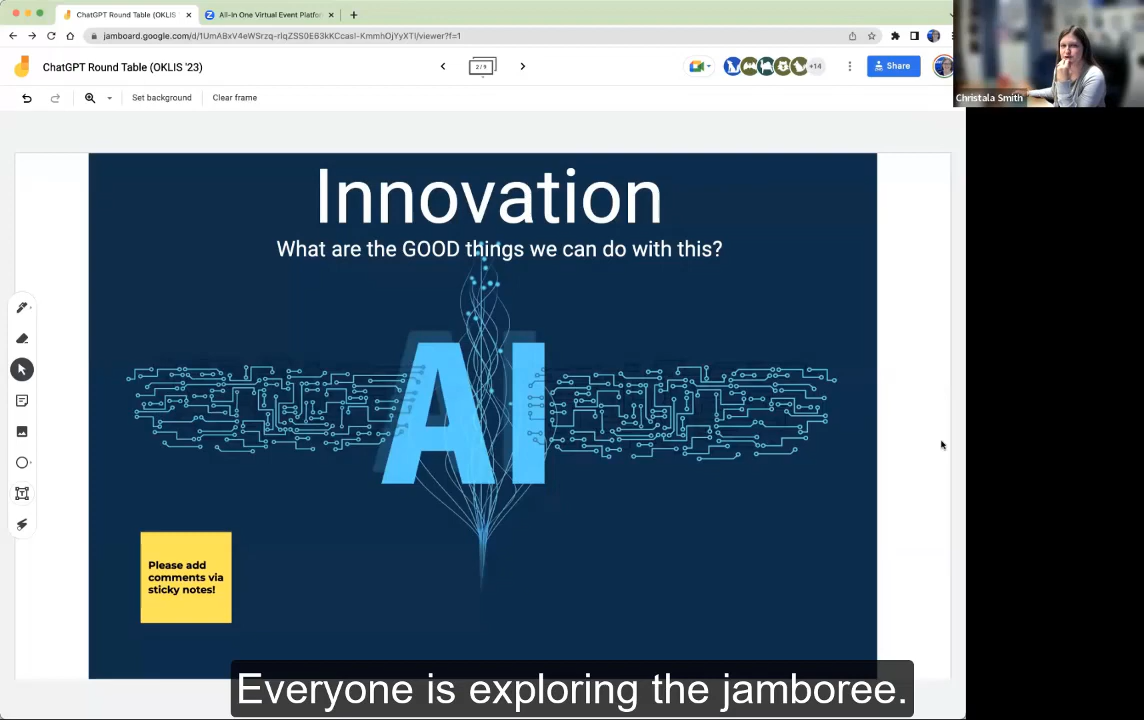 ChatGPT Round Table (OKLIS '
All-In One Virtual Event Platfor
jamboard.google.com/d/1UmABxV4eWSrzq-rlqZSS0E63kKCcasl-KmmhOjYyXTI/viewer?f=1
ChatGPT Round Table (OKLIS '23)
2/9
+14
Share
Set background
Clear frame
Christala Smith
Innovation
What are the GOOD things we can do with this?
AI
Please add
comments via
sticky notes!
Everyone is exploring the jamboree.